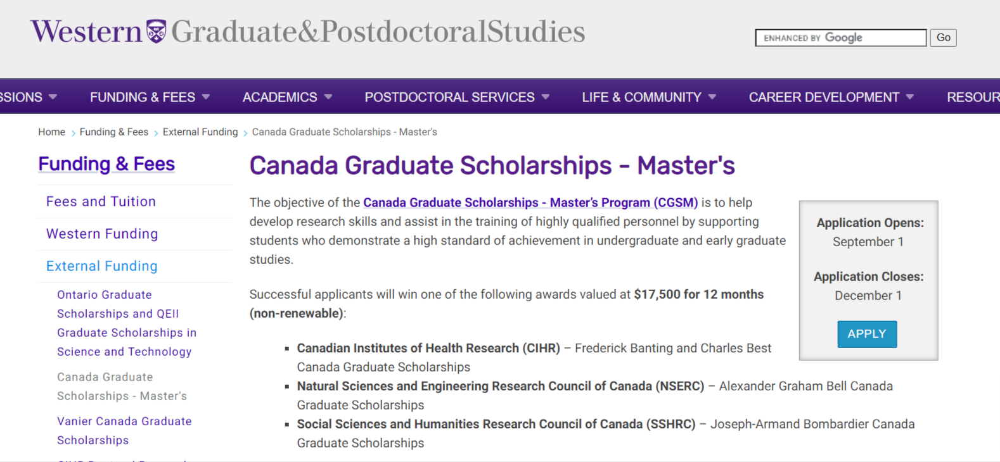 Western Graduate&PostdoctoralStudies
ENHANCED BY Google
Go
SSIONS
FUNDING & FEES
ACADEMICS
POSTDOCTORAL SERVICES
LIFE & COMMUNITY
CAREER DEVELOPMENT
RESOUR
Home > Funding & Fees > External Funding > Canada Graduate Scholarships - Master's
Funding & Fees
Fees and Tuition
Western Funding
External Funding
Ontario Graduate
Scholarships and QEII
Graduate Scholarships in
Science and Technology
Canada Graduate
Scholarships - Master's
Vanier Canada Graduate
Scholarships
Canada Graduate Scholarships - Master's
The objective of the Canada Graduate Scholarships - Master's Program (CGSM) is to help
develop research skills and assist in the training of highly qualified personnel by supporting
students who demonstrate a high standard of achievement in undergraduate and early graduate
studies.
Successful applicants will win one of the following awards valued at $17,500 for 12 months
(non-renewable):
▪ Canadian Institutes of Health Research (CIHR) – Frederick Banting and Charles Best
Canada Graduate Scholarships
▪ Natural Sciences and Engineering Research Council of Canada (NSERC) – Alexander Graham Bell Canada
Graduate Scholarships
▪ Social Sciences and Humanities Research Council of Canada (SSHRC) – Joseph-Armand Bombardier Canada
Graduate Scholarships
Application Opens:
September 1
Application Closes:
December 1
APPLY